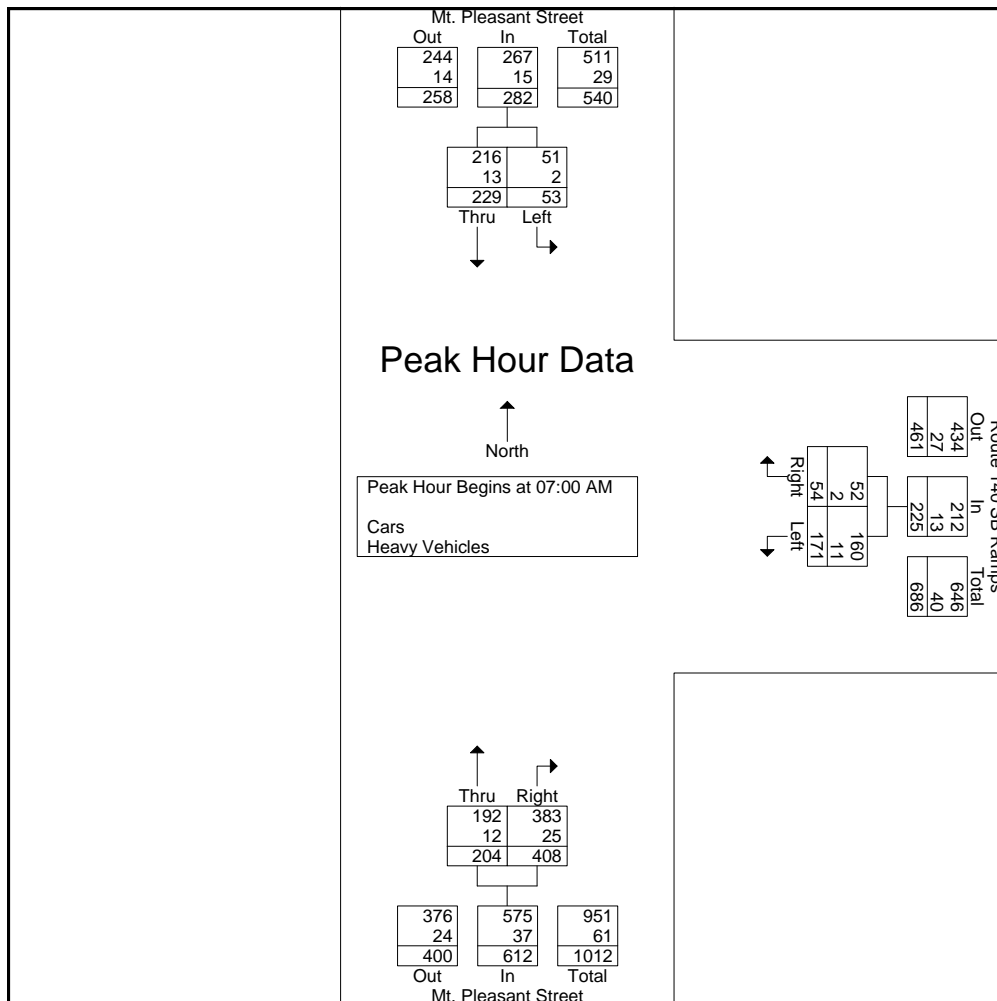 Mt. Pleasant Street
Out In Total
244 267 511
14 15 29
258 282 540
216 51
13 2
229 53
Thru Left
Peak Hour Data
North
Peak Hour Begins at 07:00 AM
Cars
Heavy Vehicles
Route 140 SB Ramps
Out In Total
434 212 646
27 13 40
461 225 686
52 160
2 11
54 171
Right Left
Thru Right
192 383
12 25
204 408
376 575 951
24 37 61
400 612 1012
Out In Total
Mt. Pleasant Street